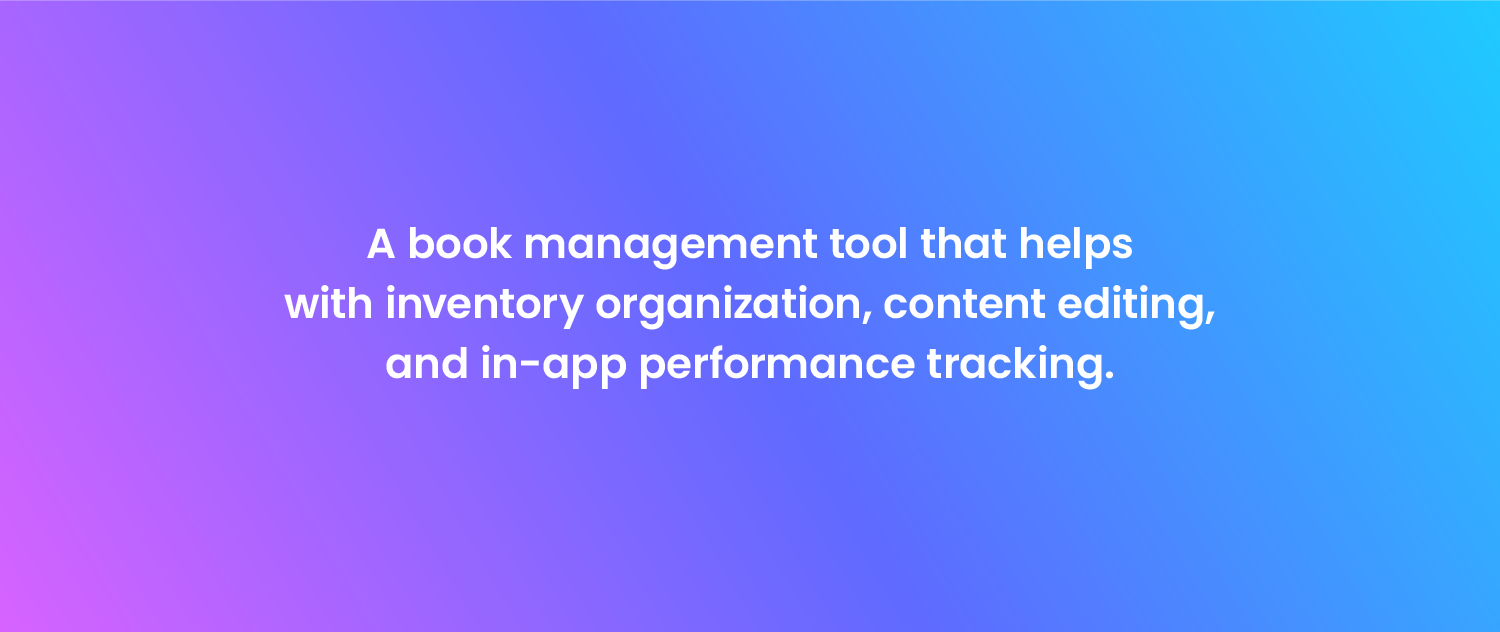 A book management tool that helps
with inventory organization, content editing,
and in-app performance tracking.